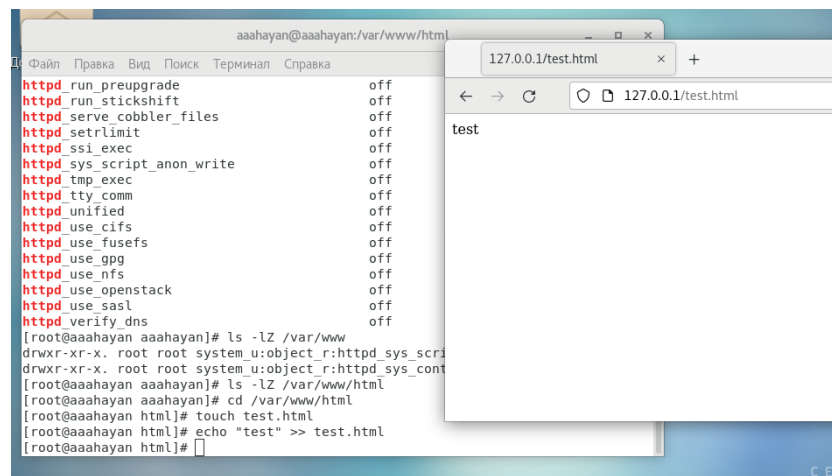 aaahayan@aaahayan:/var/www/html
Файл Правка Вид Поиск Терминал Справка
httpd_run_preupgrade off
httpd_run_stickshift off
httpd_serve_cobbler_files off
httpd_setrlimit off
httpd_ssi_exec off
httpd_sys_script_anon_write off
httpd_tmp_exec off
httpd_tty_comm off
httpd_unified off
httpd_use_cifs off
httpd_use_fusefs off
httpd_use_gpg off
httpd_use_nfs off
httpd_use_openstack off
httpd_use_sasl off
httpd_verify_dns off
[root@aaahayan aaahayan]# ls -lZ /var/www
drwxr-xr-x. root root system_u:object_r:httpd_sys_scri
drwxr-xr-x. root root system_u:object_r:httpd_sys_cont
[root@aaahayan aaahayan]# ls -lZ /var/www/html
[root@aaahayan aaahayan]# cd /var/www/html
[root@aaahayan html]# touch test.html
[root@aaahayan html]# echo "test" >> test.html
[root@aaahayan html]#
127.0.0.1/test.html
127.0.0.1/test.html
test